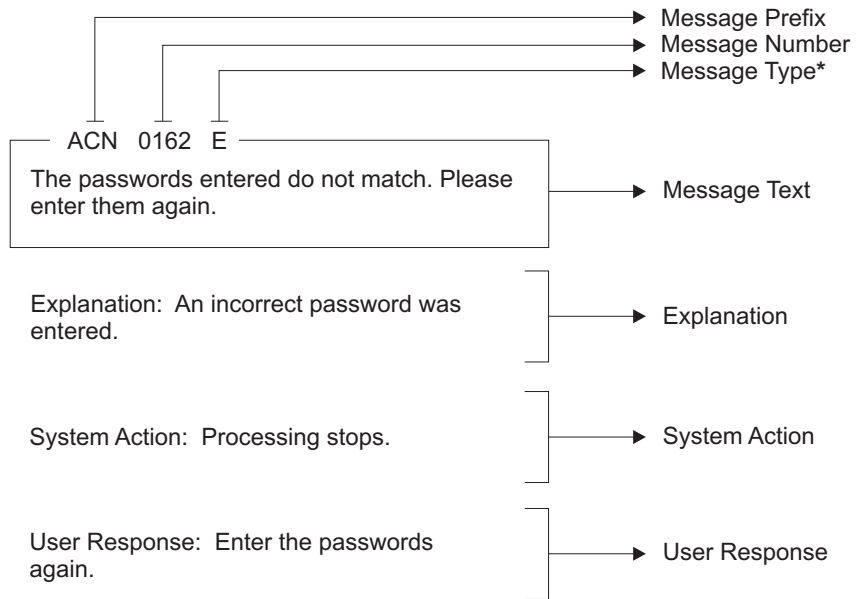 Message Prefix
Message Number
Message Type*
ACN 0162 E
The passwords entered do not match. Please
enter them again.
Message Text
Explanation: An incorrect password was
entered.
Explanation
System Action: Processing stops.
System Action
User Response: Enter the passwords
again.
User Response